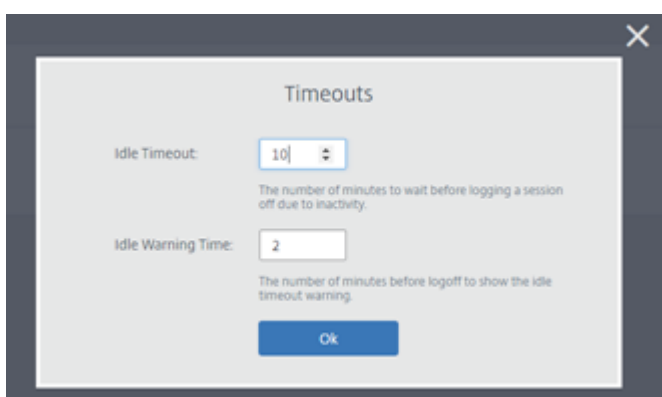 Timeouts
Idle Timeout:
10
The number of minutes to wait before logging a session
off due to inactivity.
Idle Warning Time:
2
The number of minutes before logoff to show the idle
timeout warning.
Ok